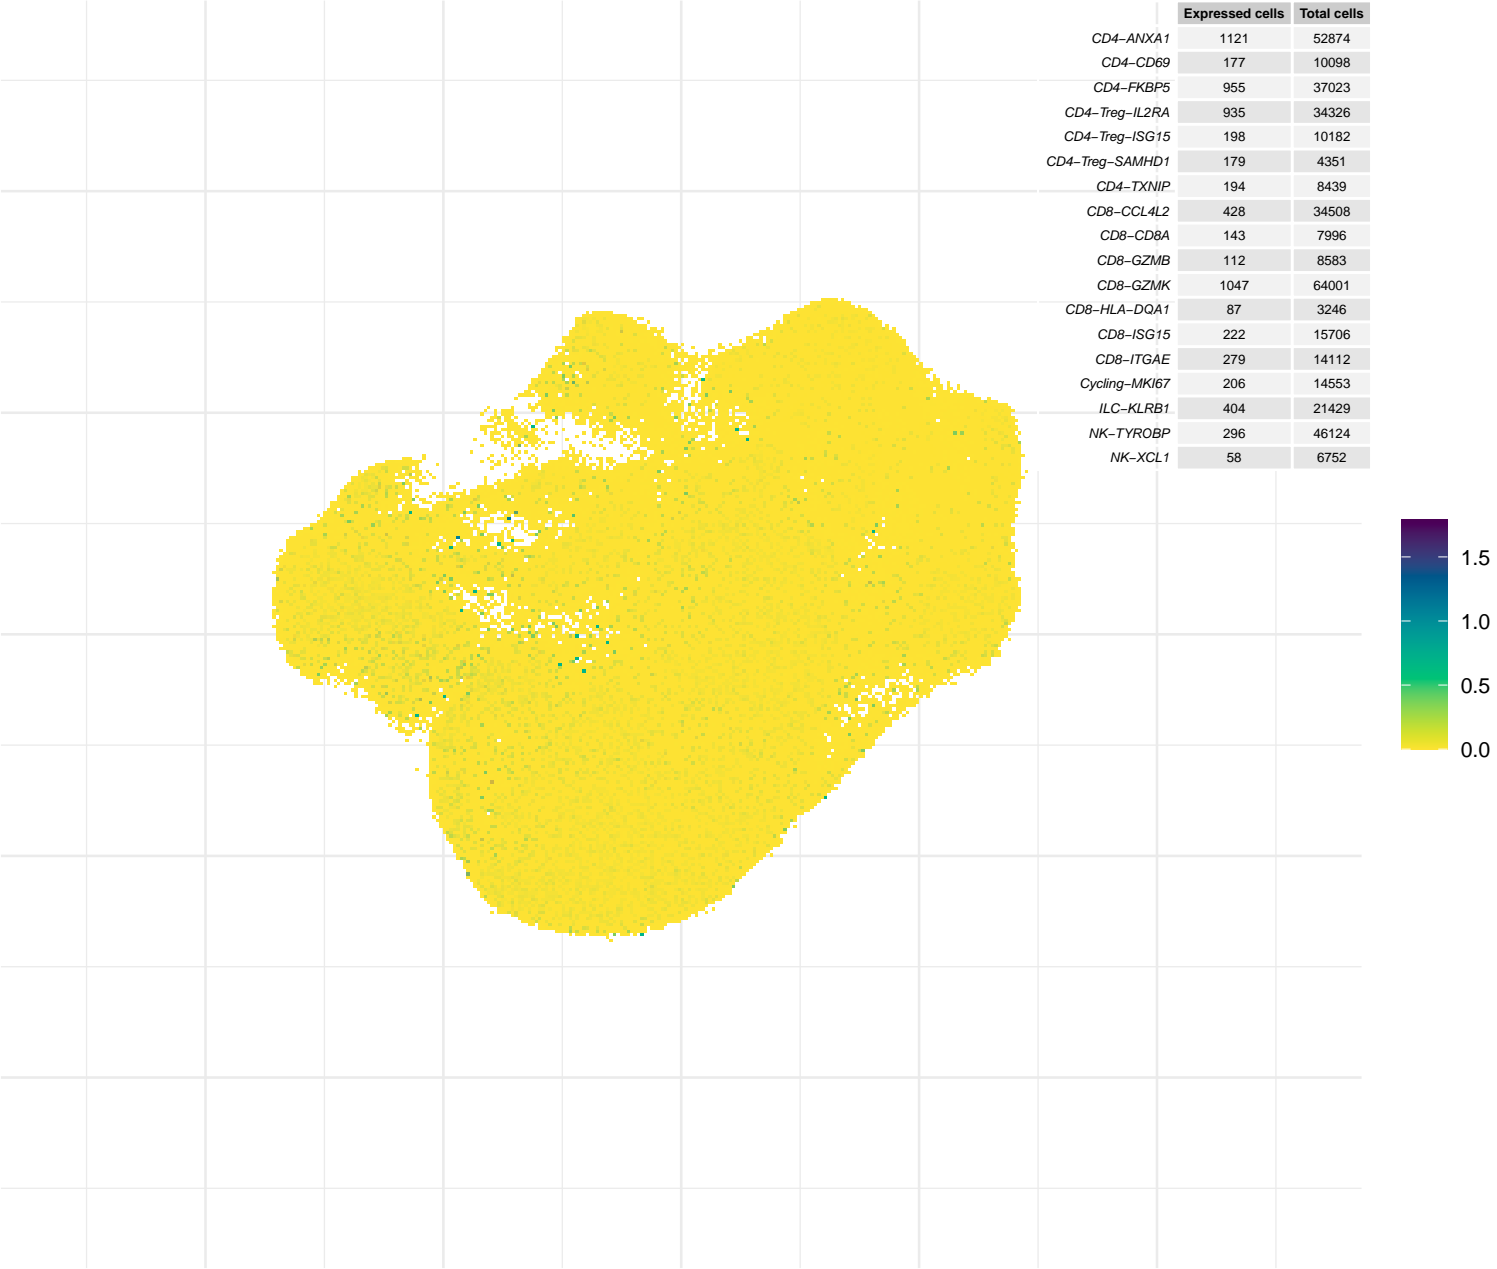 Expressed cells Total cells
CD4−ANXA1 1121 52874
CD4−CD69 177 10098
CD4−FKBP5 955 37023
CD4−Treg−IL2RA 935 34326
CD4−Treg−ISG15 198 10182
CD4−Treg−SAMHD1 179 4351
CD4−TXNIP 194 8439
CD8−CCL4L2 428 34508
CD8−CD8A 143 7996
CD8−GZMB 112 8583
CD8−GZMK 1047 64001
CD8−HLA−DQA1 87 3246
CD8−ISG15 222 15706
CD8−ITGAE 279 14112
Cycling−MKI67 206 14553
ILC−KLRB1 404 21429
NK−TYROBP 296 46124
NK−XCL1 58 6752
1.5
1.0
0.5
0.0